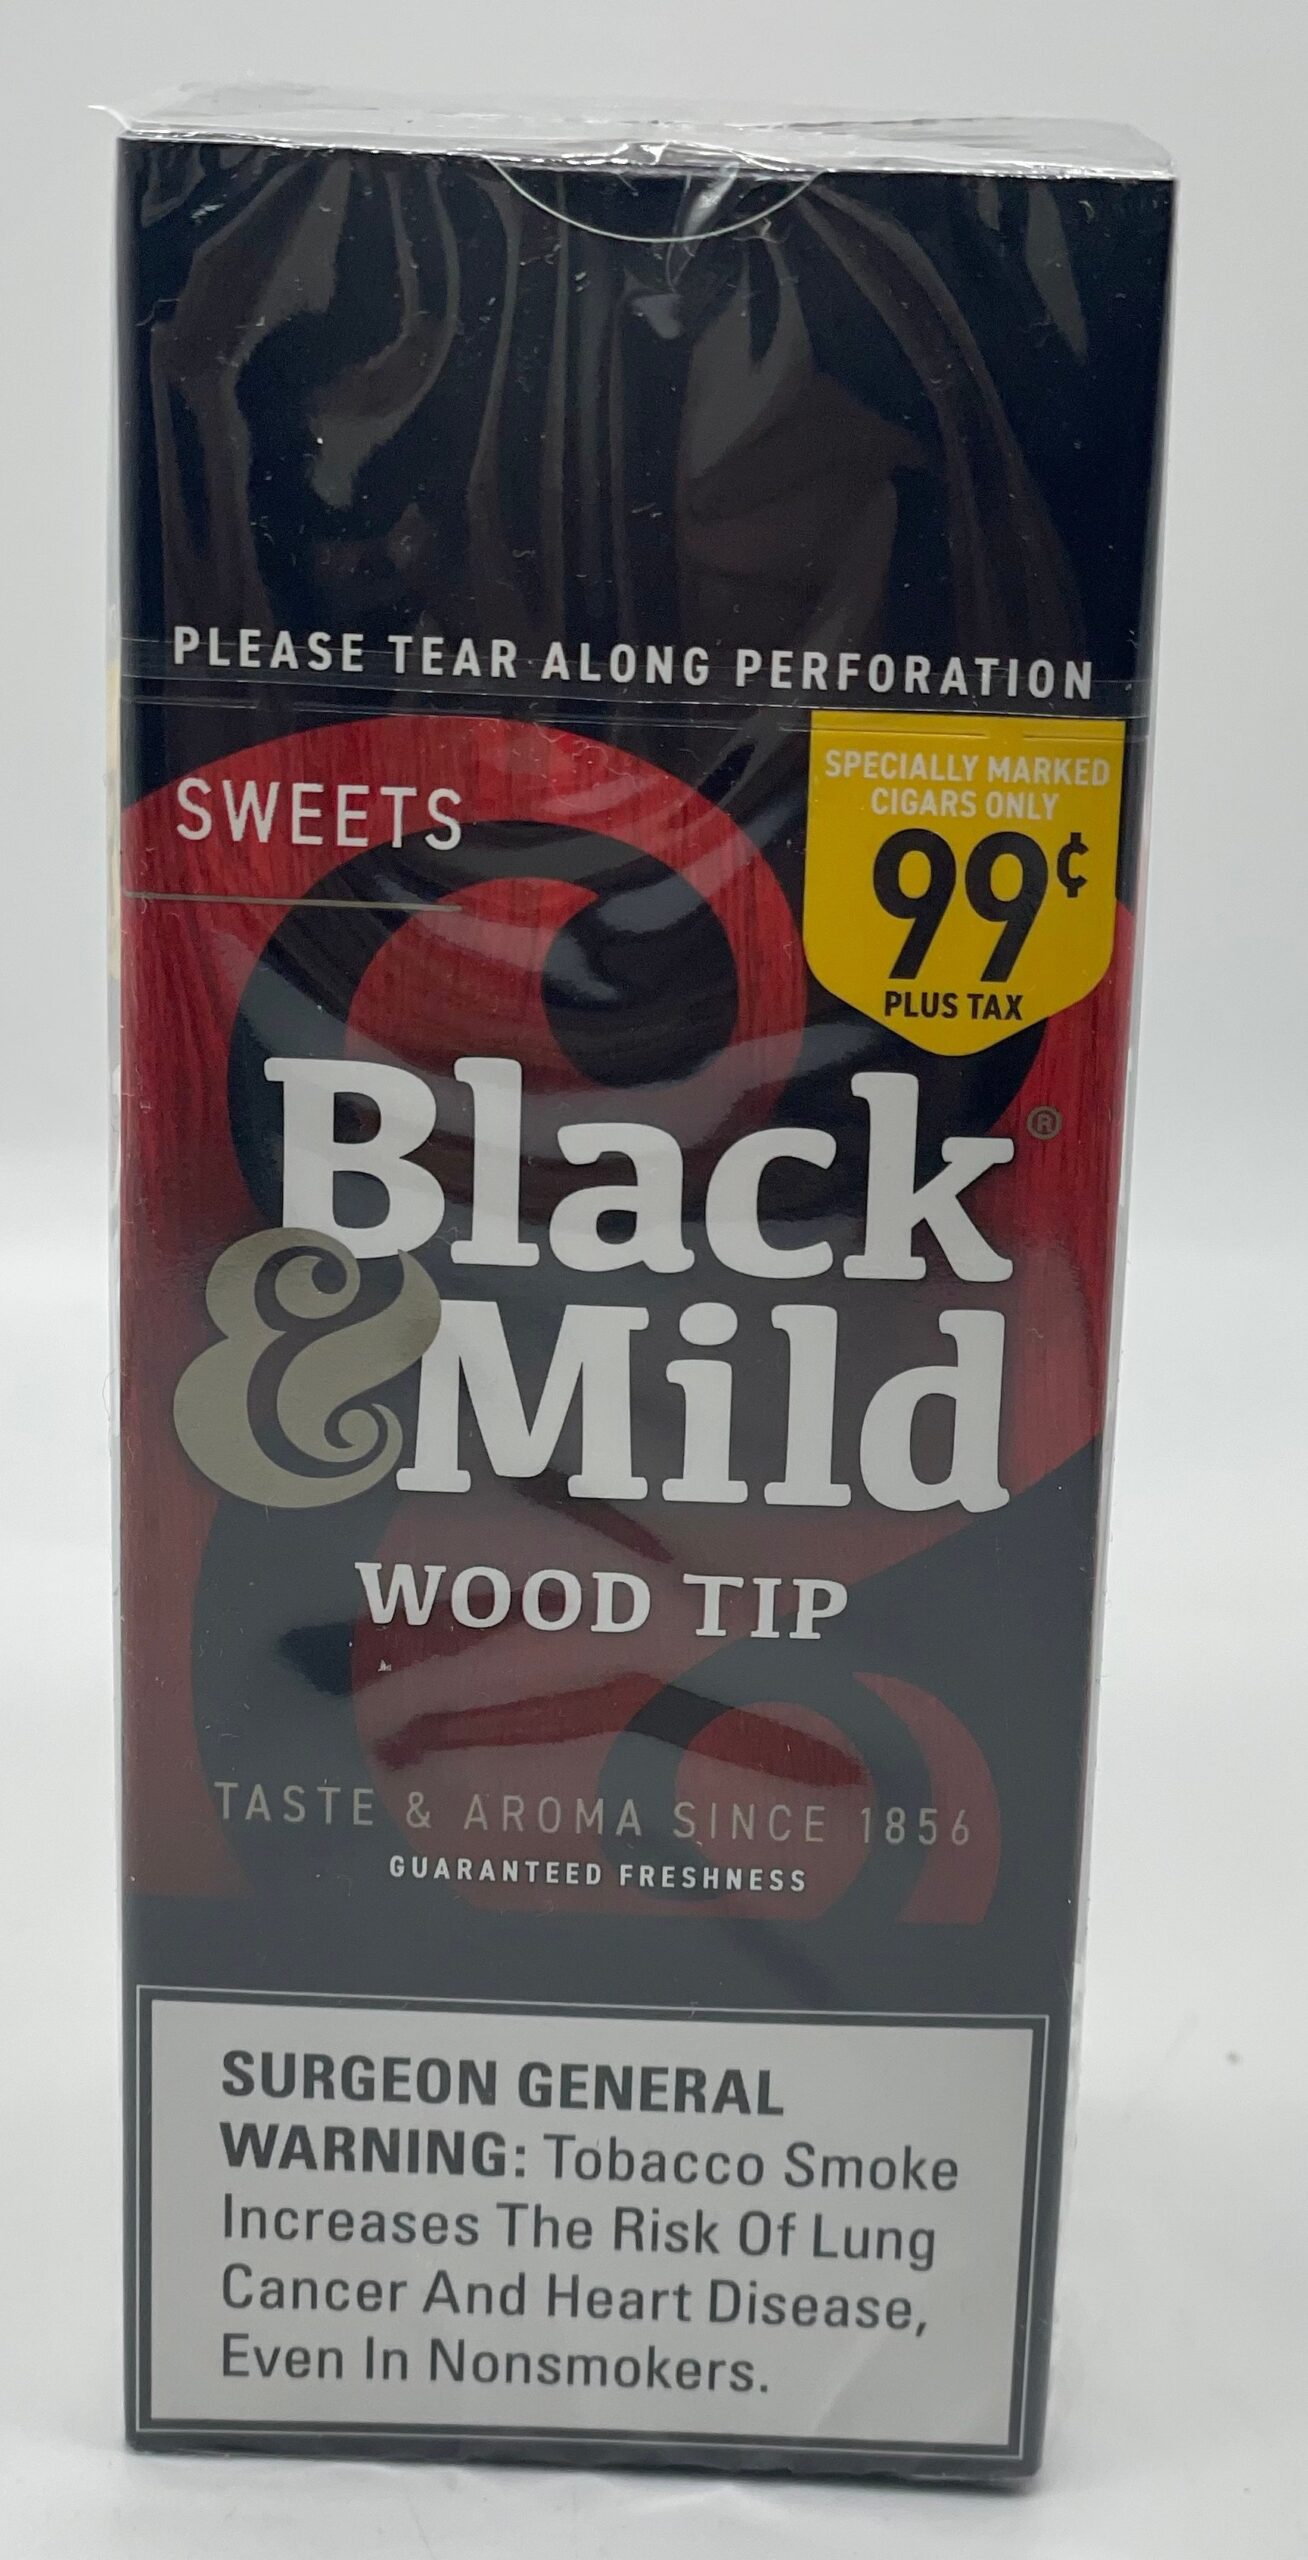 PLEASE TEAR ALONG PERFORATION
SWEETS
SPECIALLY MARKED
CIGARS ONLY
99¢
PLUS TAX
Black®
&Mild
WOOD TIP
TASTE & AROMA SINCE 1856
GUARANTEED FRESHNESS
SURGEON GENERAL
WARNING: Tobacco Smoke
Increases The Risk Of Lung
Cancer And Heart Disease,
Even In Nonsmokers.